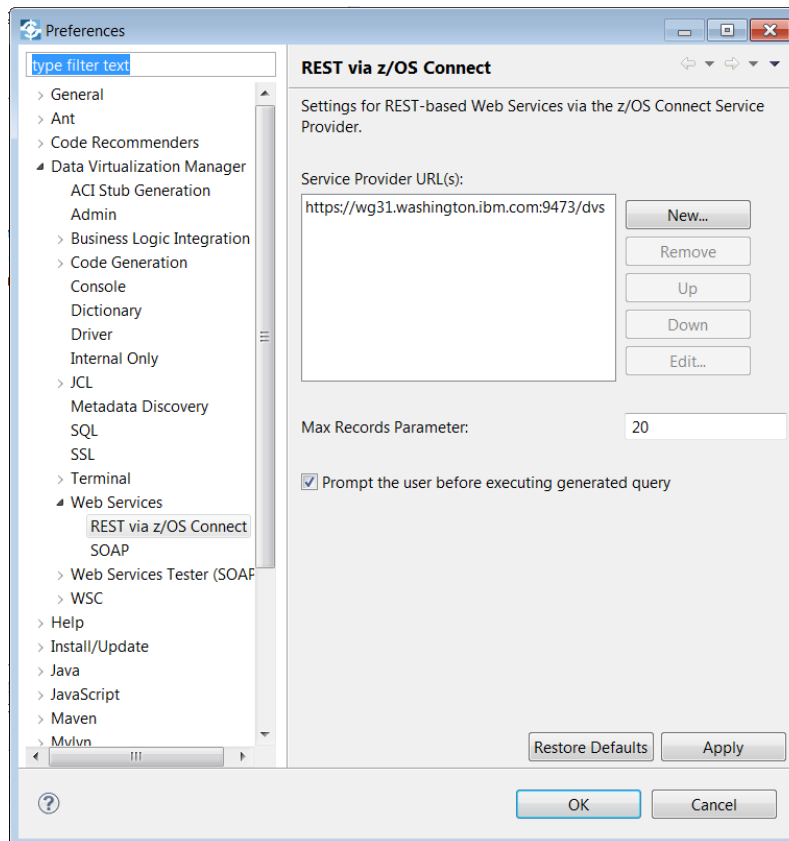 Preferences
type filter text
General
Ant
Code Recommenders
Data Virtualization Manager
ACI Stub Generation
Admin
Business Logic Integration
Code Generation
Console
Dictionary
Driver
Internal Only
JCL
Metadata Discovery
SQL
SSL
Terminal
Web Services
REST via z/OS Connect
SOAP
Web Services Tester (SOAP
WSC
Help
Install/Update
Java
JavaScript
Maven
Mylyn
REST via z/OS Connect
Settings for REST-based Web Services via the z/OS Connect Service
Provider.
Service Provider URL(s):
https://wg31.washington.ibm.com:9473/dvs
New...
Remove
Up
Down
Edit...
Max Records Parameter: 20
Prompt the user before executing generated query
Restore Defaults Apply
OK Cancel